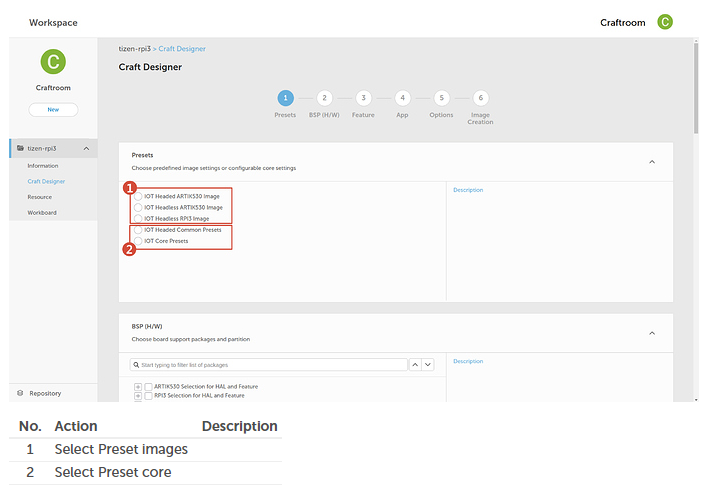 Workspace
Craftroom
C
C
Craftroom
New
tizen-rpi3
Information
Craft Designer
Resource
Workboard
Repository
tizen-rpi3 > Craft Designer
Craft Designer
1 2 3 4 5 6
Presets BSP (H/W) Feature App Options Image Creation
Presets
Choose predefined image settings or configurable core settings
1
IOT Headed ARTIK530 Image
IOT Headless ARTIK530 Image
IOT Headless RPI3 Image
IOT Headed Common Presets
IOT Core Presets
2
Description
BSP (H/W)
Choose board support packages and partition
Start typing to filter list of packages
ARTIK530 Selection for HAL and Feature
RPI3 Selection for HAL and Feature
Description
No. Action Description
1 Select Preset images
2 Select Preset core